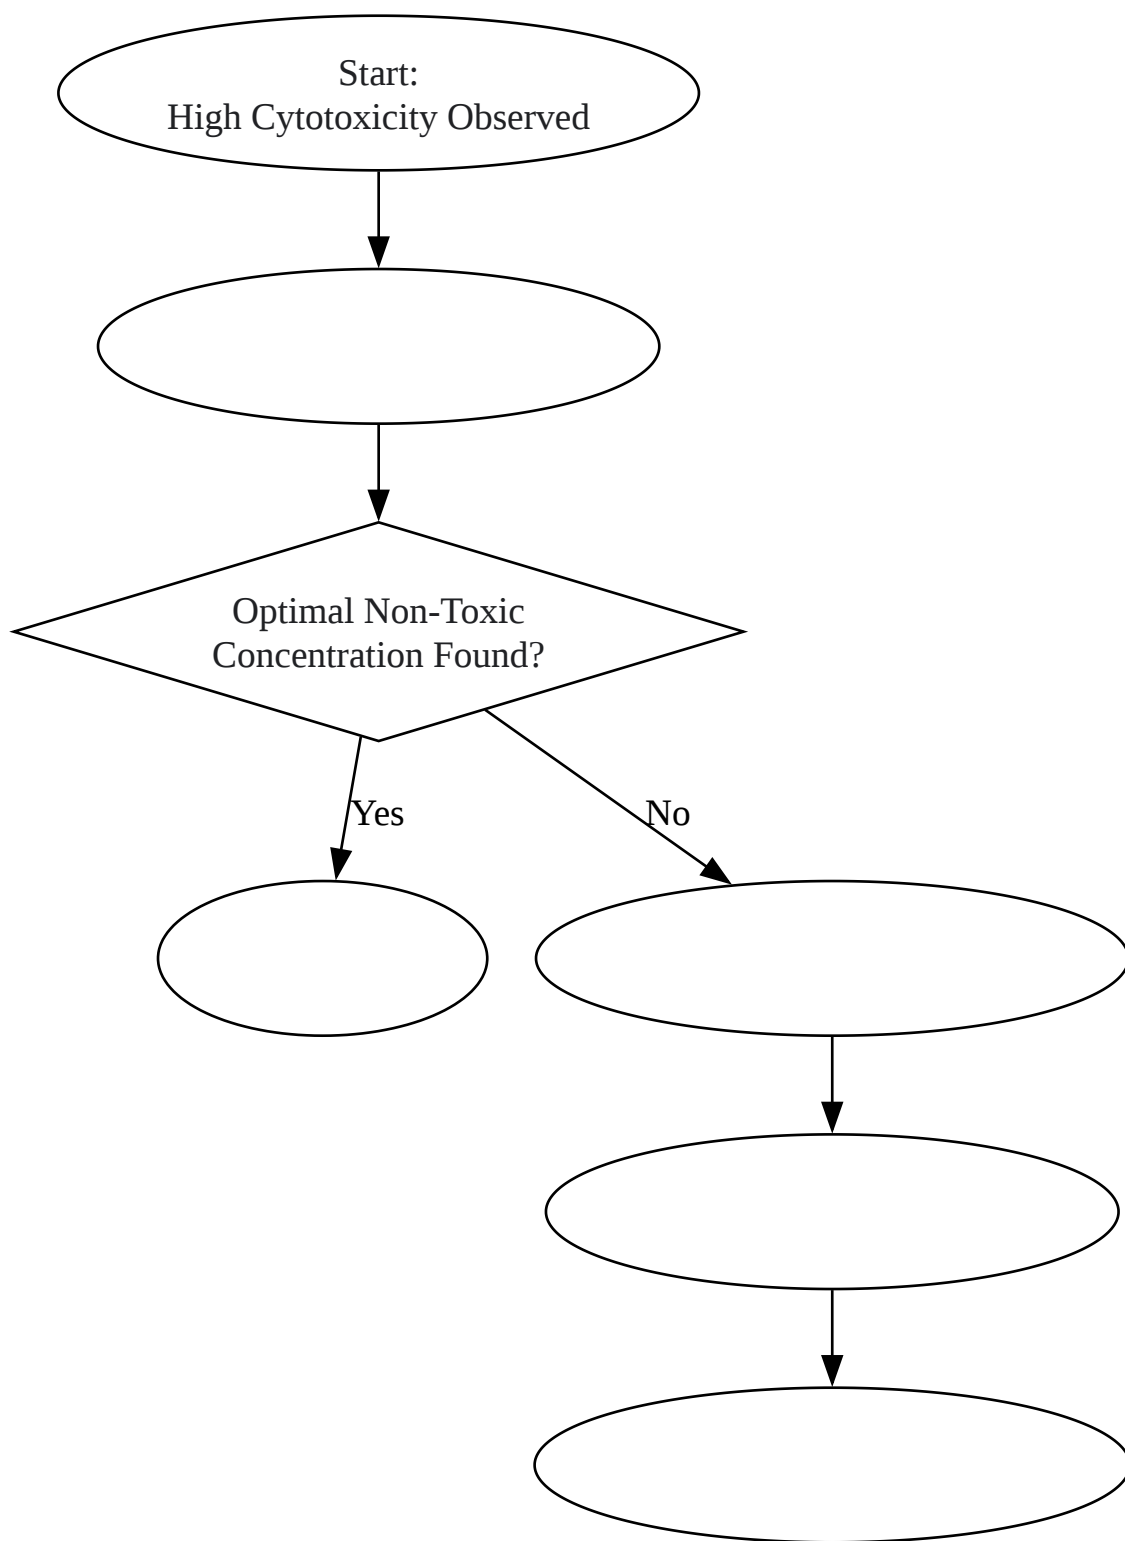 Start:
High Cytotoxicity Observed
Optimal Non-Toxic
Concentration Found?
Yes
No